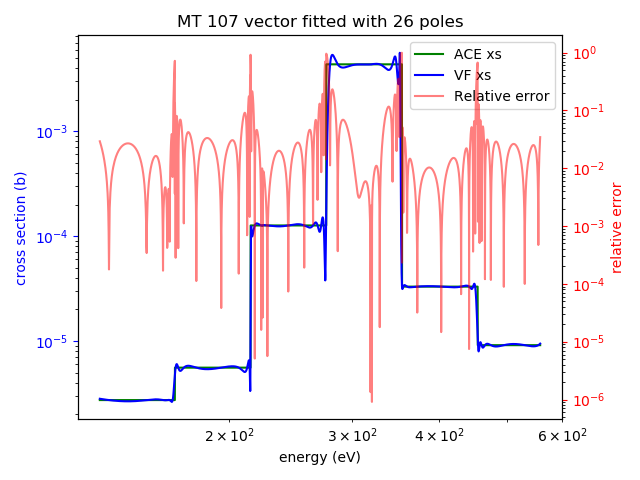 MT 107 vector fitted with 26 poles
ACE xs
VF xs
Relative error
10⁻³
10⁻⁴
10⁻⁵
cross section (b)
10⁰
10⁻¹
10⁻²
10⁻³
10⁻⁴
10⁻⁵
10⁻⁶
relative error
2 × 10²
3 × 10²
4 × 10²
6 × 10²
energy (eV)